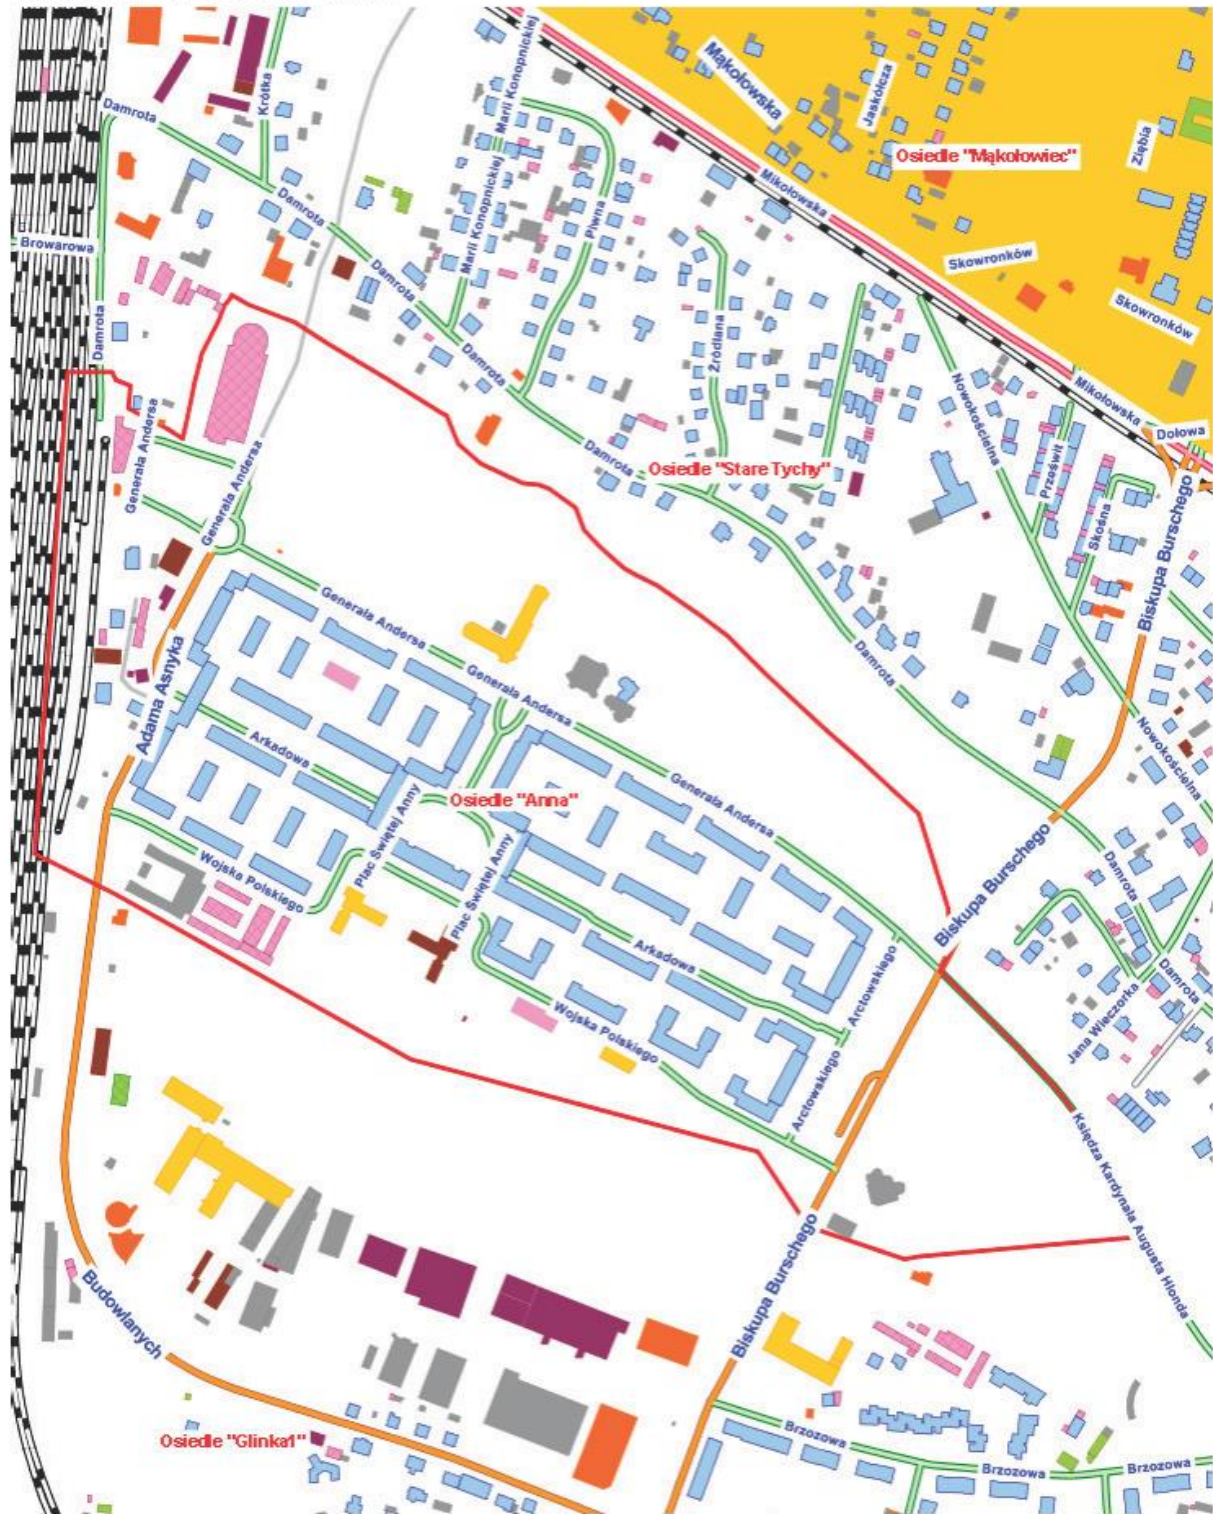 Marii Konopnickiej
Mąkołowska
Jaskółcza
Krótka
Damrota
Ziębia
Osiedle "Mąkołowiec"
Mikołowska
Damrota
Marii Konopnickiej
Piwna
Browarowa
Skowronków
Damrota
Skowronków
Damrota
Źródlana
Damrota
Mikołowska
Nowokościelna
Dołowa
Generała Andersa
Damrota
Osiedle "Stare Tychy"
Prześwit
Generała Andersa
Skośna
Biskupa Burschego
Generała Andersa
Damrota
Adama Asnyka
Generała Andersa
Arkadowa
Nowokościelna
Osiedle "Anna"
Generała Andersa
Plac Świętej Anny
Wojska Polskiego
Plac Świętej Anny
Biskupa Burschego
Damrota
Arkadowa
Arctowskiego
Damrota
Jana Wieczorka
Wojska Polskiego
Arctowskiego
Księdza Kardynała Augusta Hlonda
Biskupa Burschego
Budowlanych
Osiedle "Glinka1"
Brzozowa
Brzozowa
Brzozowa